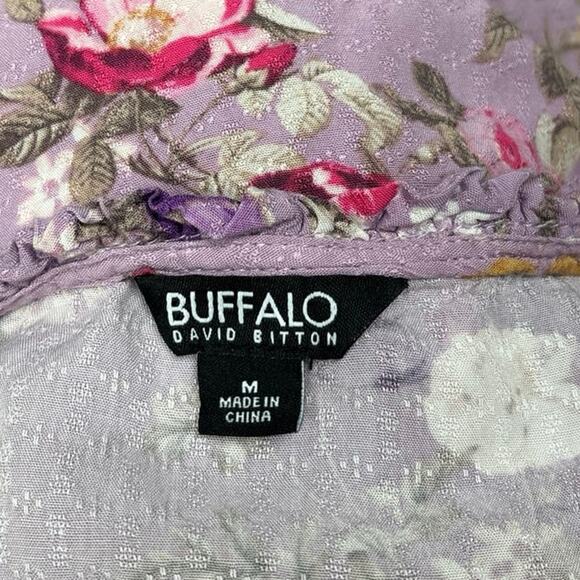 BUFFALO
DAVID BITTON
M
MADE IN
CHINA